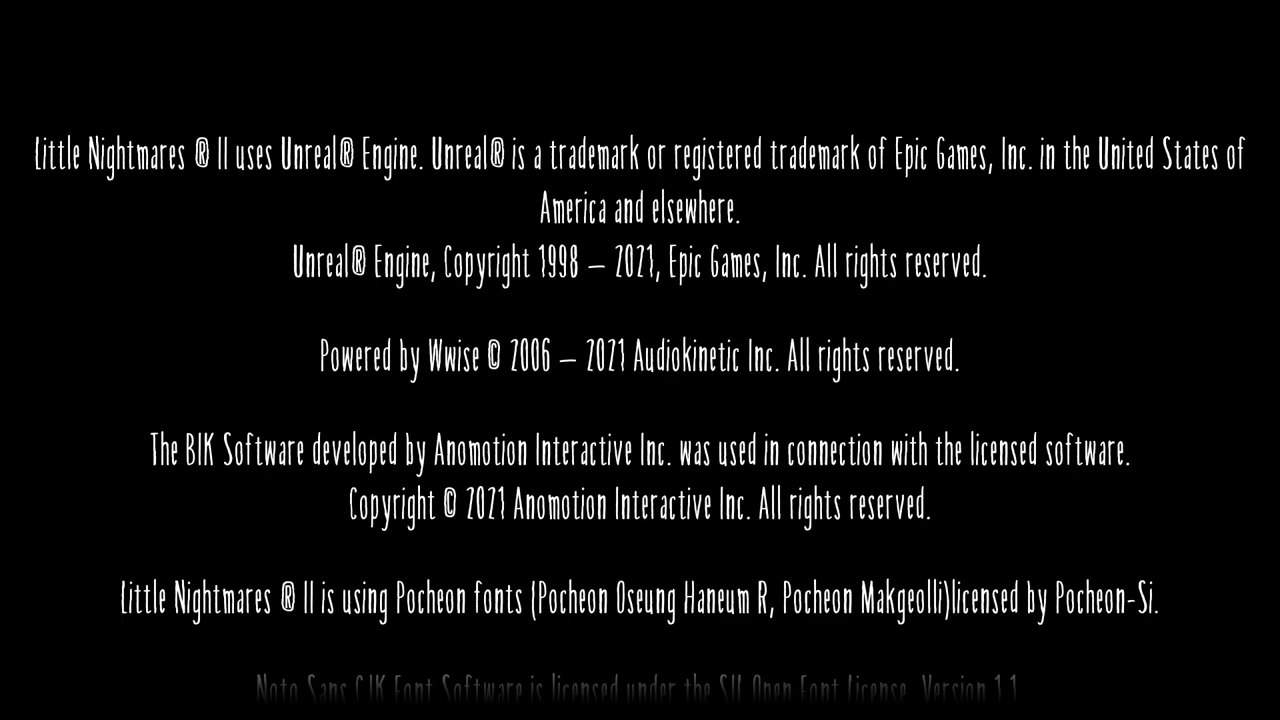 Little Nightmares ® II uses Unreal® Engine. Unreal® is a trademark or registered trademark of Epic Games, Inc. in the United States of
America and elsewhere.
Unreal® Engine, Copyright 1998 – 2021, Epic Games, Inc. All rights reserved.
Powered by Wwise © 2006 – 2021 Audiokinetic Inc. All rights reserved.
The BIK Software developed by Anomotion Interactive Inc. was used in connection with the licensed software.
Copyright © 2021 Anomotion Interactive Inc. All rights reserved.
Little Nightmares ® II is using Pocheon fonts (Pocheon Oseung Haneum R, Pocheon Makgeolli)licensed by Pocheon-Si.
Noto Sans CJK Font Software is licensed under the SIL Open Font License, Version 1.1